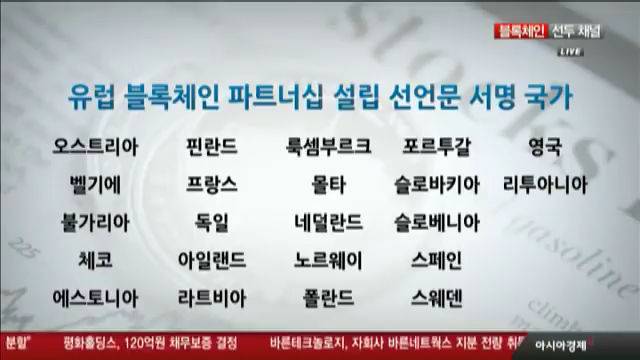 블록체인 선두 채널
LIVE
유럽 블록체인 파트너십 설립 선언문 서명 국가
오스트리아 핀란드 룩셈부르크 포르투갈 영국
벨기에 프랑스 몰타 슬로바키아 리투아니아
불가리아 독일 네덜란드 슬로베니아
체코 아일랜드 노르웨이 스페인
에스토니아 라트비아 폴란드 스웨덴
stocks
gasoline
climb
225
분할" 평화홀딩스, 120억원 채무보증 결정 바른테크놀로지, 자회사 바른네트웍스 지분 전량 취득 아시아경제